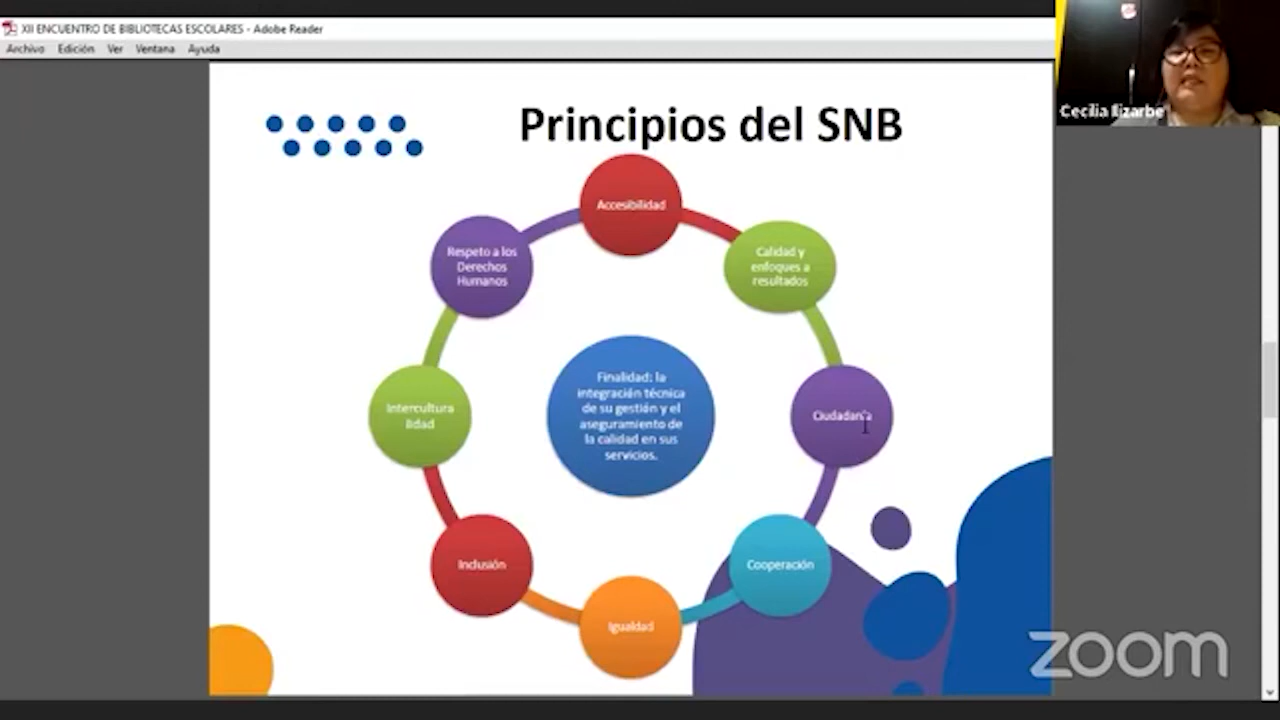 XII ENCUENTRO DE BIBLIOTECAS ESCOLARES - Adobe Reader
Archivo Edición Ver Ventana Ayuda
Cecilia lizarbe
Principios del SNB
Accesibilidad
Calidad y
enfoques a
resultados
Ciudadanía
Cooperación
Igualdad
Inclusión
Intercultura
lidad
Respeto a los
Derechos
Humanos
Finalidad: la
integración técnica
de su gestión y el
aseguramiento de
la calidad en sus
servicios.
zoom